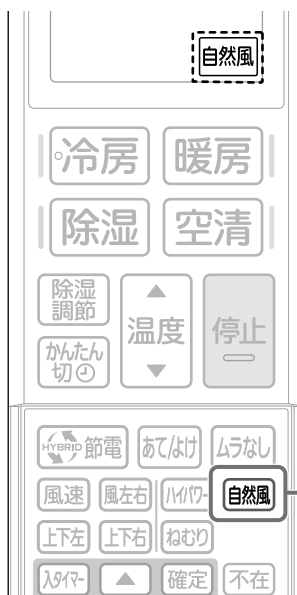 自然風
冷房 暖房
除湿 空清
除湿
調節
▲
温度
▼
停止
かんたん
切
HYBRID 節電 あて/よけ ムラなし
風速 風左右 ハイパワー 自然風
上下左 上下右 ねむり
入タイマー ▲ 確定 不在